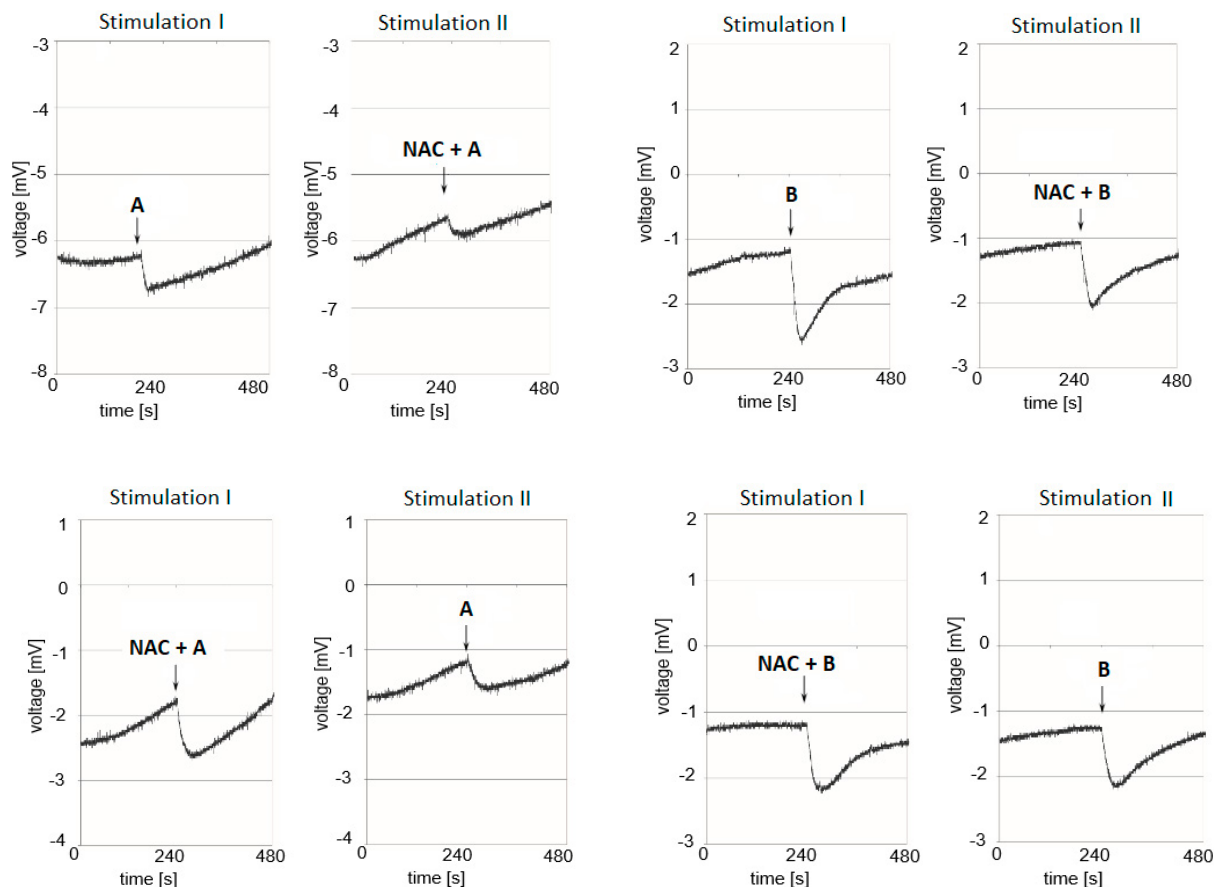 Stimulation I
Stimulation II
-3
-4
-5
-6
-7
-8
voltage [mV]
A
0
240
480
time [s]
-3
-4
-5
-6
-7
-8
voltage [mV]
NAC + A
0
240
480
time [s]
Stimulation I
Stimulation II
2
1
0
-1
-2
-3
voltage [mV]
B
0
240
480
time [s]
2
1
0
-1
-2
-3
voltage [mV]
NAC + B
0
240
480
time [s]
Stimulation I
Stimulation II
1
0
-1
-2
-3
-4
voltage [mV]
NAC + A
0
240
480
time [s]
1
0
-1
-2
-3
-4
voltage [mV]
A
0
240
480
time [s]
Stimulation I
Stimulation II
2
1
0
-1
-2
-3
voltage [mV]
NAC + B
0
240
480
time [s]
2
1
0
-1
-2
-3
voltage [mV]
B
0
240
480
time [s]